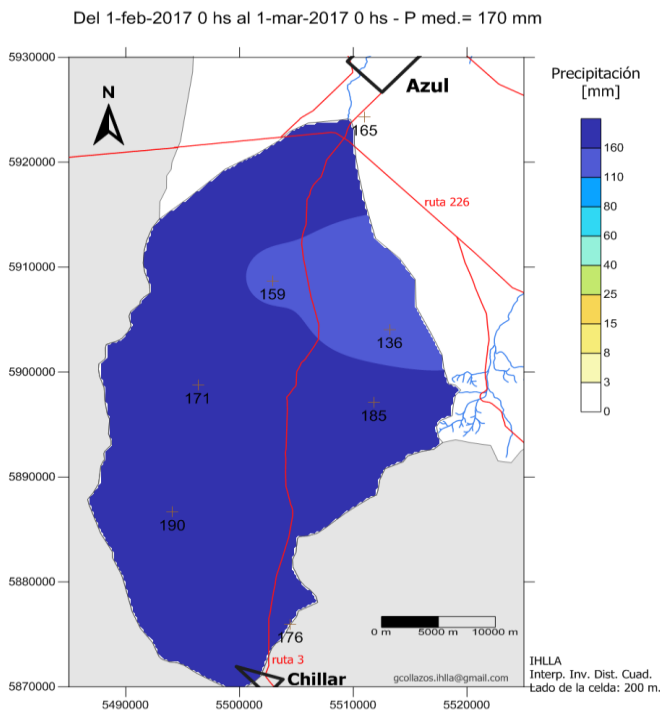 Del 1-feb-2017 0 hs al 1-mar-2017 0 hs - P med.= 170 mm
5930000
5920000
5910000
5900000
5890000
5880000
5870000
5490000
5500000
5510000
5520000
N
Azul
165
ruta 226
159
136
171
185
190
176
ruta 3
Chillar
0 m
5000 m
10000 m
gcollazos.ihlla@gmail.com
Precipitación
[mm]
160
110
80
60
40
25
15
8
3
0
IHLLA
Interp. Inv. Dist. Cuad.
Lado de la celda: 200 m.